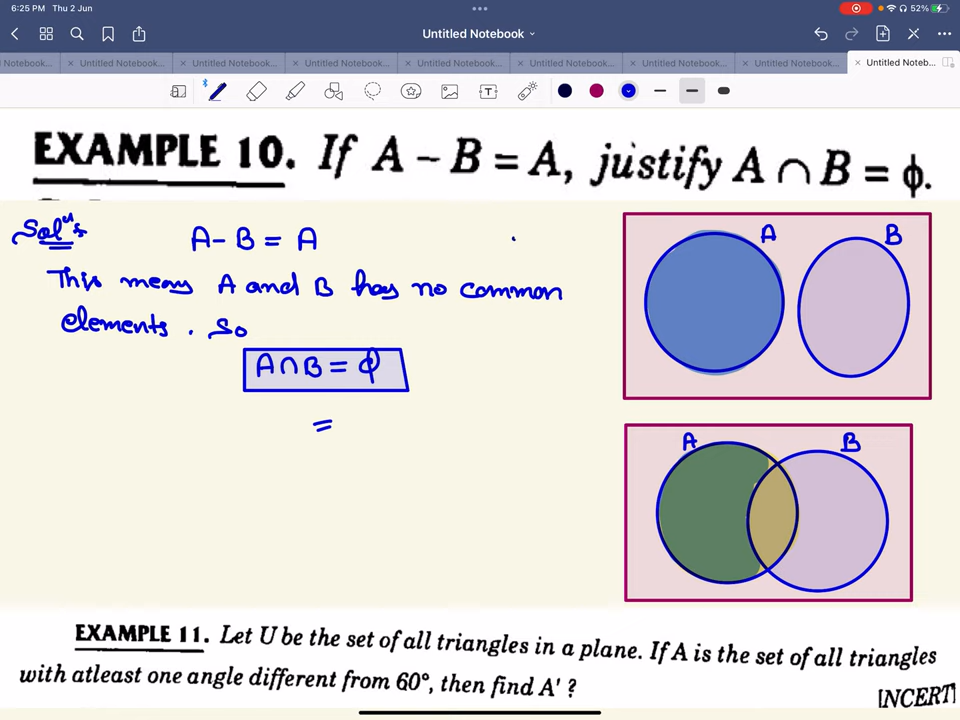 6:25 PM Thu 2 Jun
52%
Untitled Notebook
Notebook... Untitled Notebook... Untitled Notebook... Untitled Notebook... Untitled Notebook... Untitled Notebook... Untitled Notebook... Untitled Notebook... Untitled Noteb...
EXAMPLE 10. If A – B = A, justify A ∩ B = ϕ.
Solⁿ:
A - B = A
This means A and B has no common
elements. So
A∩B = ϕ
=
A B
A B
EXAMPLE 11. Let U be the set of all triangles in a plane. If A is the set of all triangles
with atleast one angle different from 60°, then find A' ?
[NCERT]